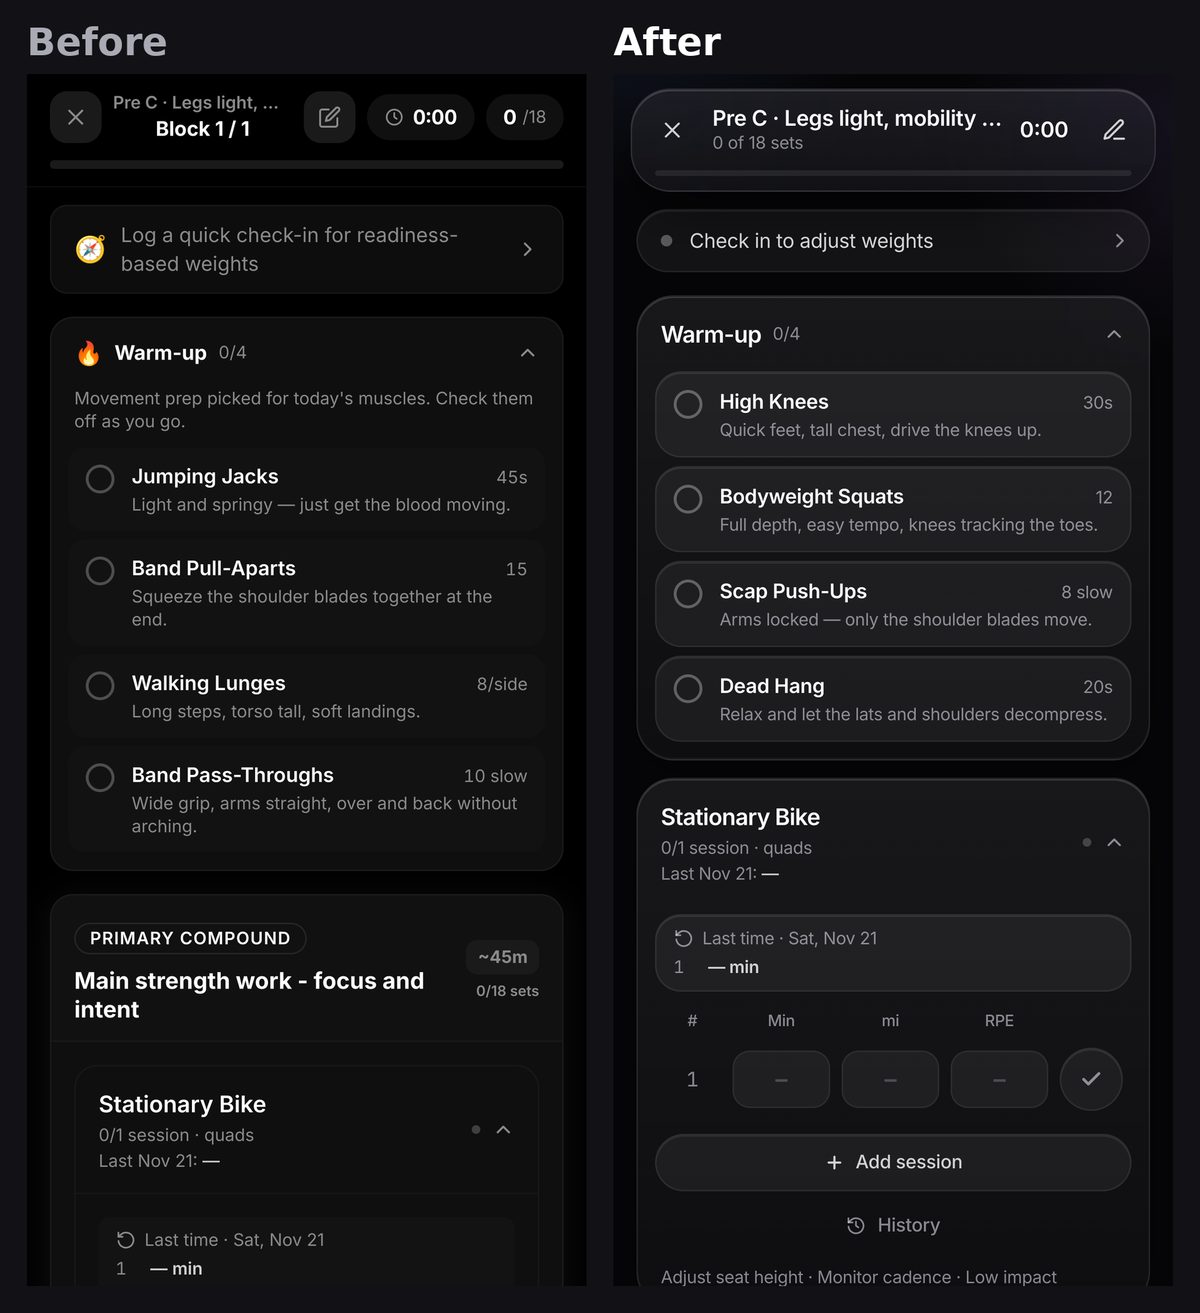 Before
Pre C · Legs light, ...
Block 1 / 1
0:00
0 /18
Log a quick check-in for readiness-
based weights
Warm-up 0/4
Movement prep picked for today's muscles. Check them
off as you go.
Jumping Jacks 45s
Light and springy — just get the blood moving.
Band Pull-Aparts 15
Squeeze the shoulder blades together at the
end.
Walking Lunges 8/side
Long steps, torso tall, soft landings.
Band Pass-Throughs 10 slow
Wide grip, arms straight, over and back without
arching.
PRIMARY COMPOUND
~45m
Main strength work - focus and
intent
0/18 sets
Stationary Bike
0/1 session · quads
Last Nov 21: —
Last time · Sat, Nov 21
1 — min
After
Pre C · Legs light, mobility ...
0 of 18 sets
0:00
Check in to adjust weights
Warm-up 0/4
High Knees 30s
Quick feet, tall chest, drive the knees up.
Bodyweight Squats 12
Full depth, easy tempo, knees tracking the toes.
Scap Push-Ups 8 slow
Arms locked — only the shoulder blades move.
Dead Hang 20s
Relax and let the lats and shoulders decompress.
Stationary Bike
0/1 session · quads
Last Nov 21: —
Last time · Sat, Nov 21
1 — min
# Min mi RPE
1 – – –
+ Add session
History
Adjust seat height · Monitor cadence · Low impact